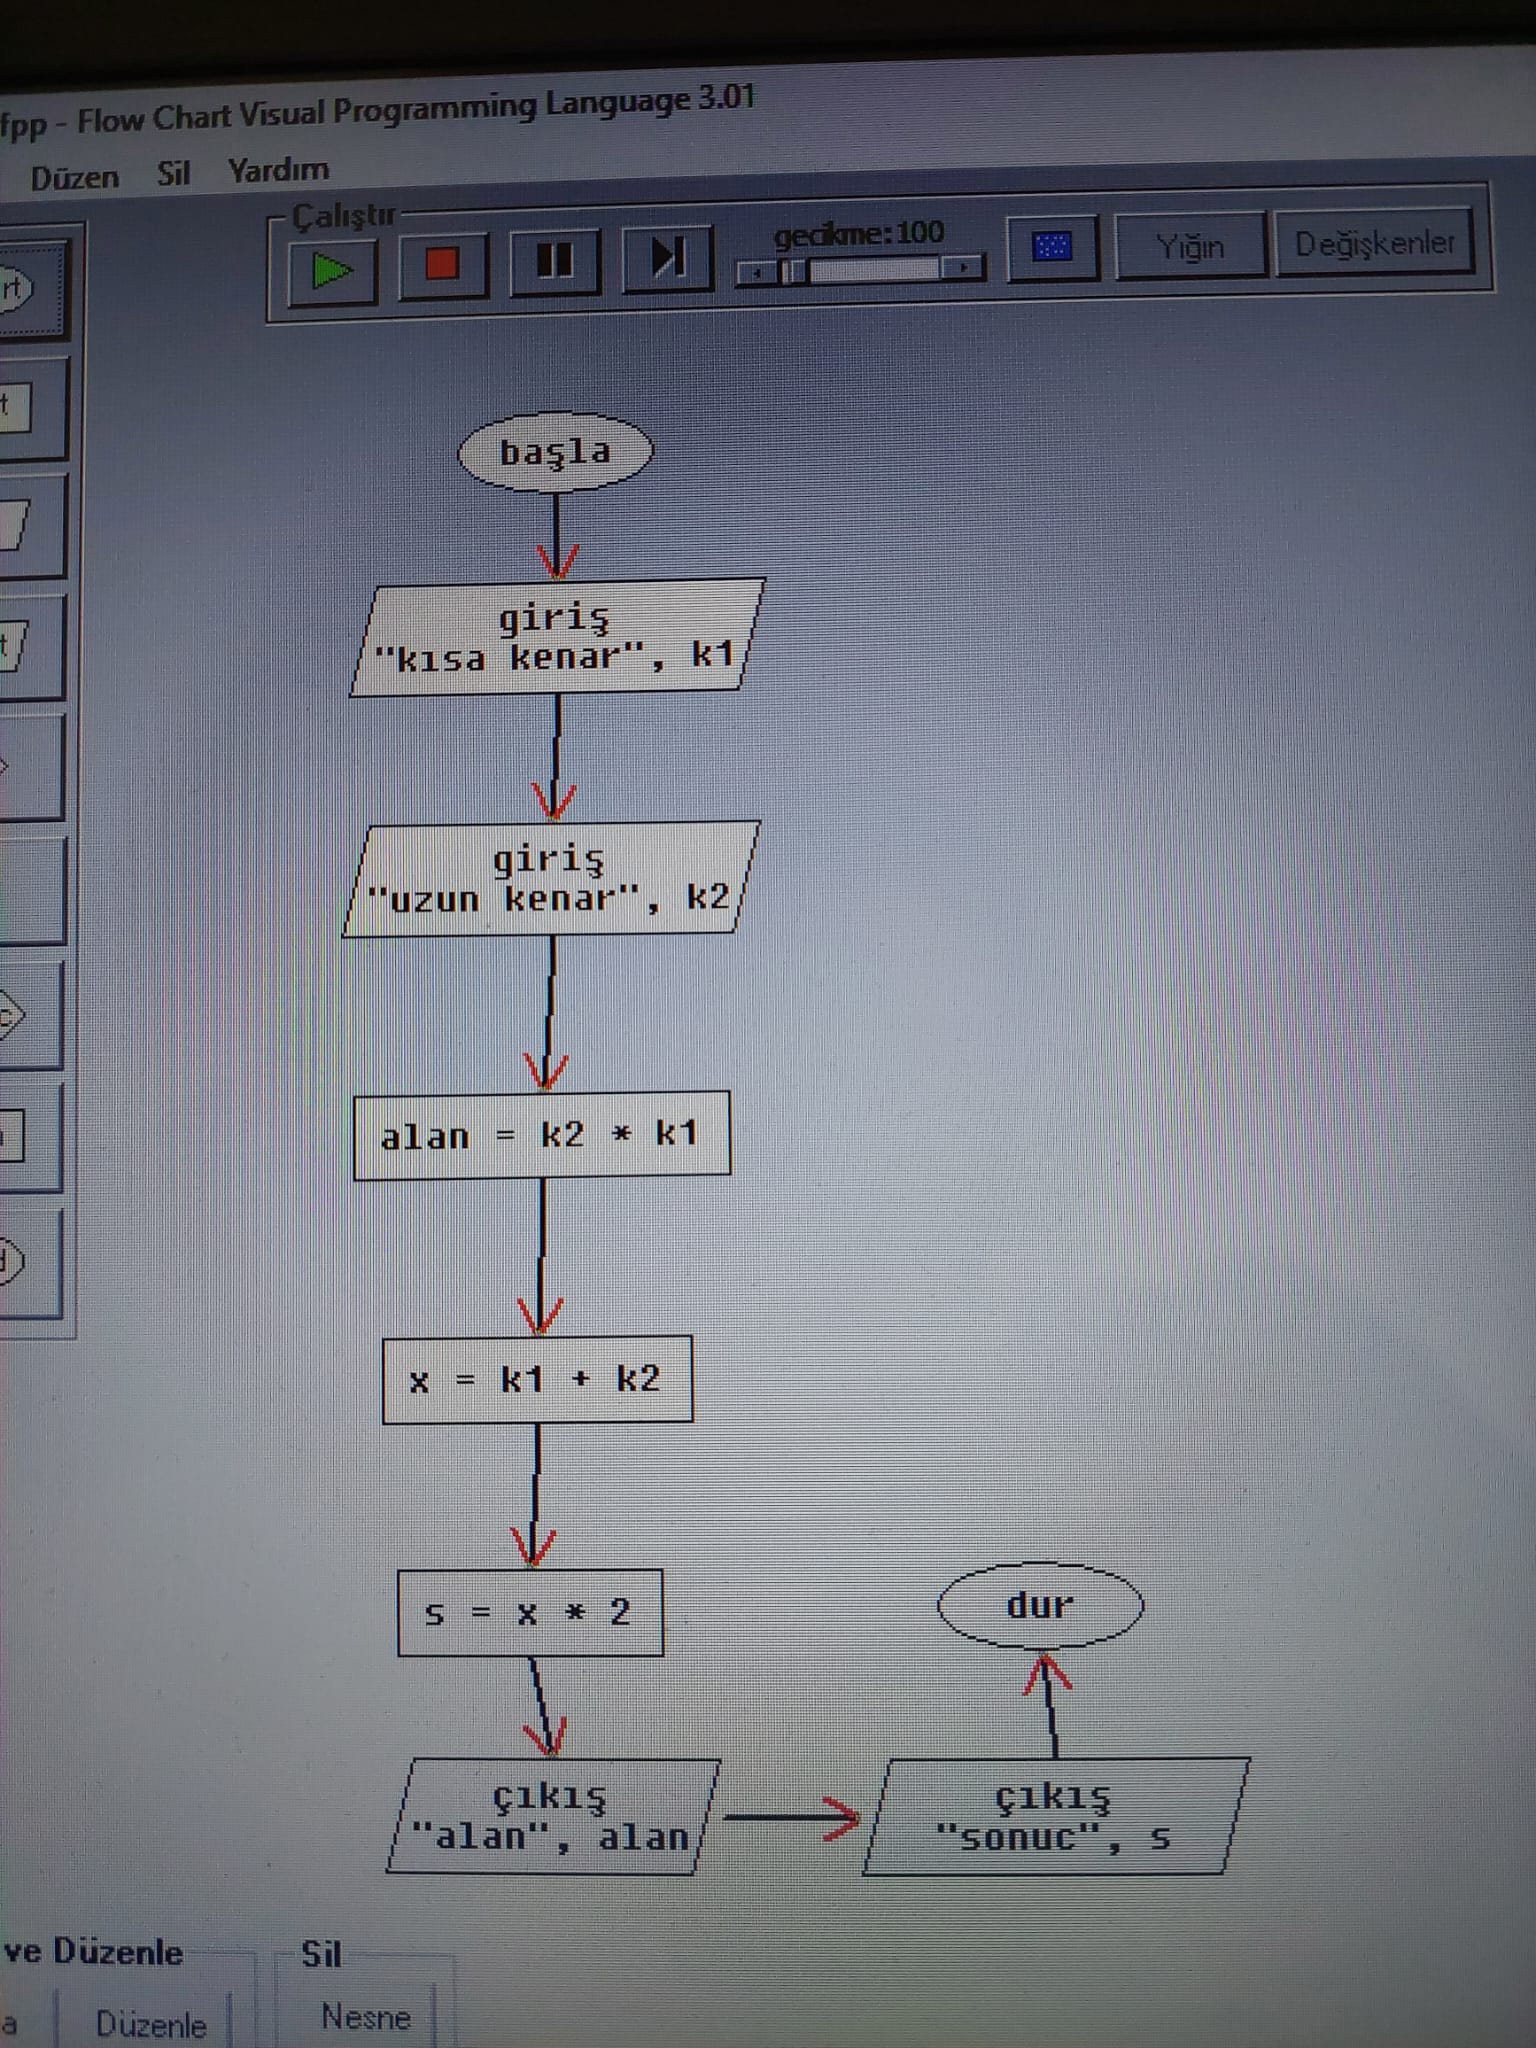 fpp - Flow Chart Visual Programming Language 3.01
Düzen Sil Yardım
Çalıştır
gecikme:100
Yığın
Değişkenler
rt
t
t
başla
giriş
"kısa kenar", k1
giriş
"uzun kenar", k2
alan = k2 * k1
x = k1 + k2
s = x * 2
dur
çıkış
"alan", alan
çıkış
"sonuc", s
ve Düzenle
Sil
a
Düzenle
Nesne